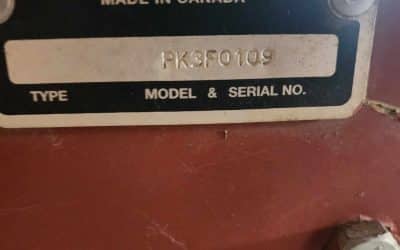 MADE IN CANADA
PK3F0109
TYPE MODEL & SERIAL NO.